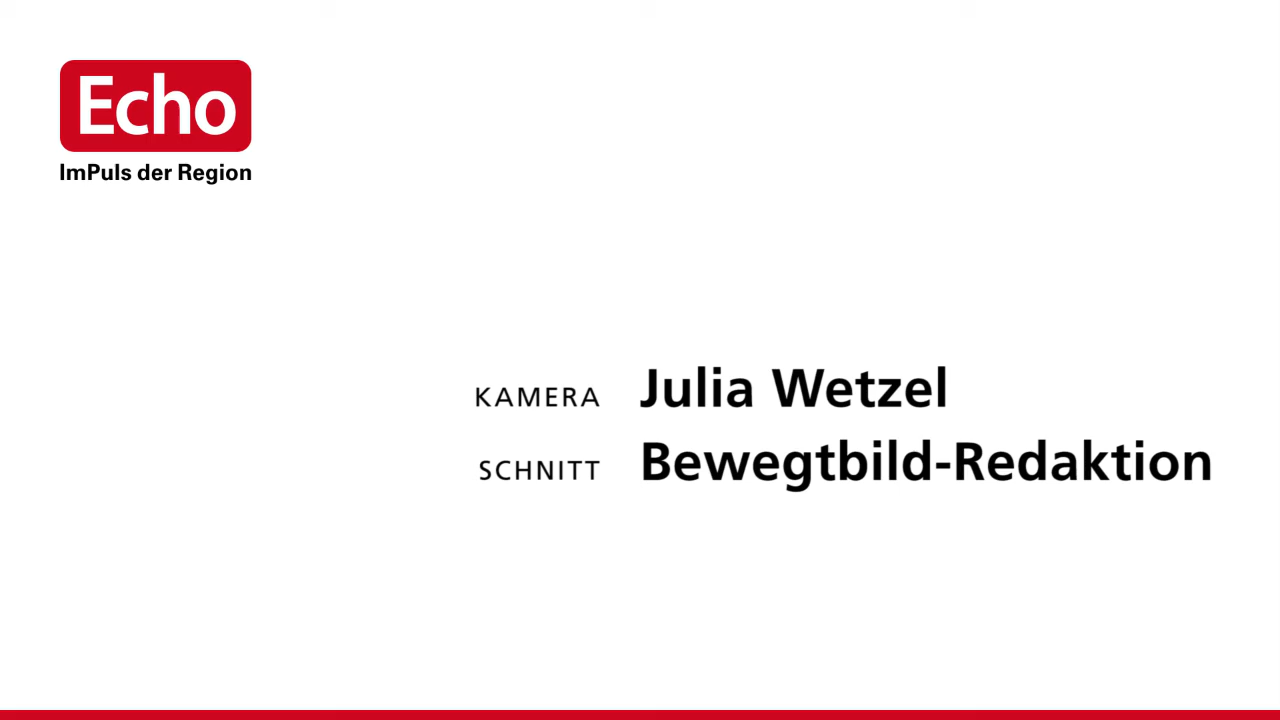 Echo
ImPuls der Region
KAMERA Julia Wetzel
SCHNITT Bewegtbild-Redaktion